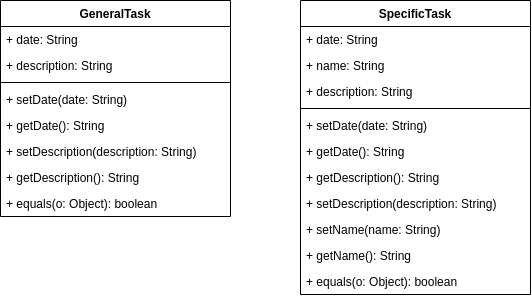 GeneralTask
+ date: String
+ description: String
+ setDate(date: String)
+ getDate(): String
+ setDescription(description: String)
+ getDescription(): String
+ equals(o: Object): boolean
SpecificTask
+ date: String
+ name: String
+ description: String
+ setDate(date: String)
+ getDate(): String
+ getDescription(): String
+ setDescription(description: String)
+ setName(name: String)
+ getName(): String
+ equals(o: Object): boolean